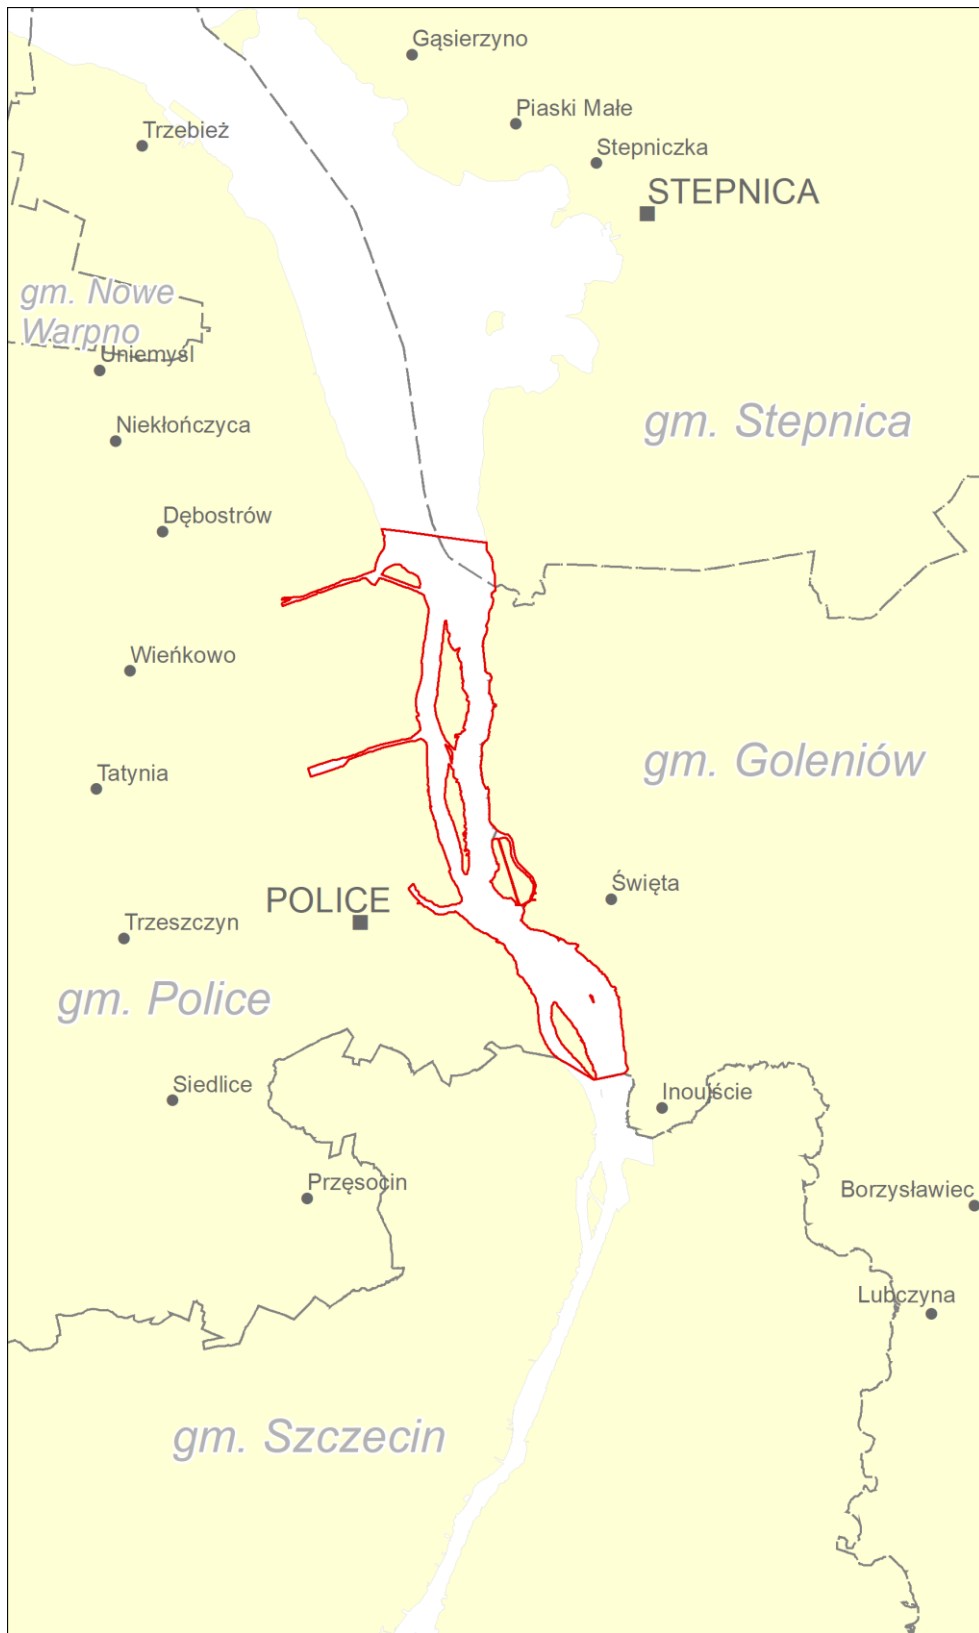 Gąsierzyno
Piaski Małe
Trzebież
Stepniczka
STEPNICA
gm. Nowe
Warpno
Uniemyśl
gm. Stepnica
Niekłończyca
Dębostrów
Wieńkowo
gm. Goleniów
Tatynia
Święta
POLICE
Trzeszczyn
gm. Police
Siedlice
Inoujście
Przęsocin
Borzysławiec
Lubczyna
gm. Szczecin